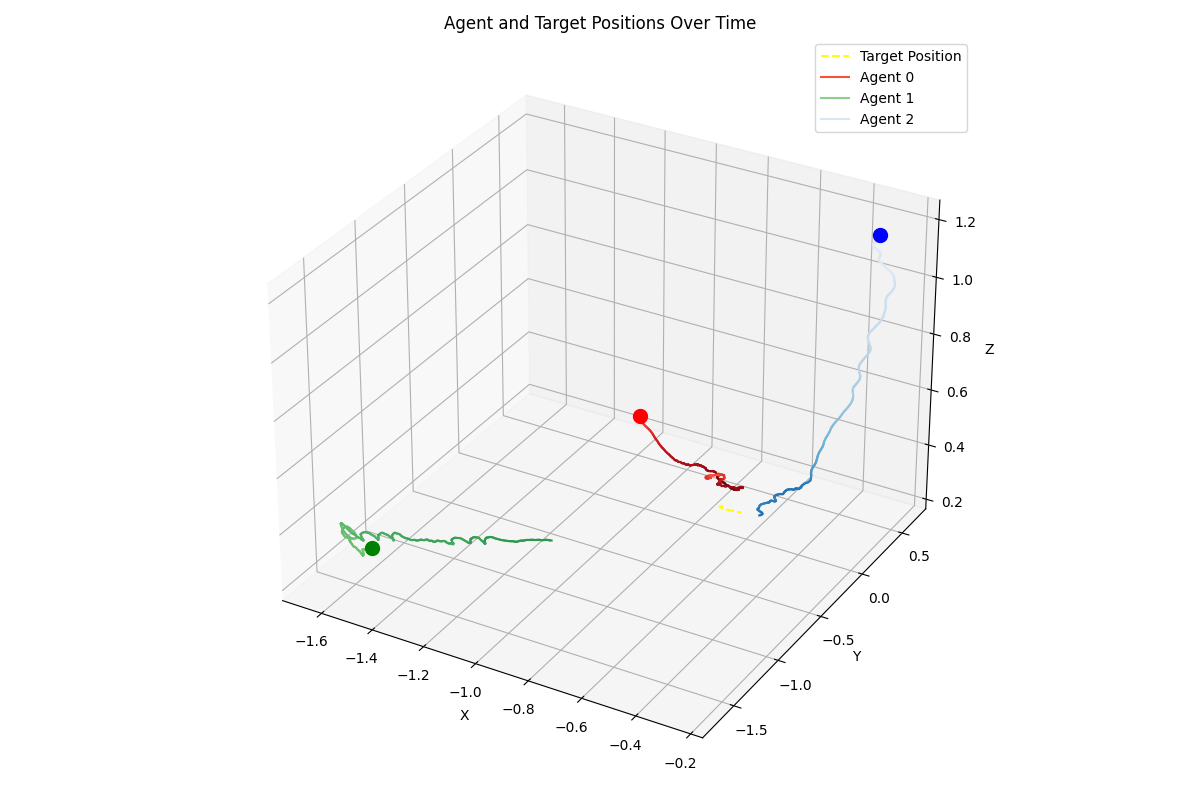 Agent and Target Positions Over Time
Target Position
Agent 0
Agent 1
Agent 2
1.2
1.0
Z
0.8
0.6
0.4
0.2
0.5
0.0
−0.5
Y
−1.0
−1.5
−1.6
−1.4
−1.2
−1.0
X
−0.8
−0.6
−0.4
−0.2